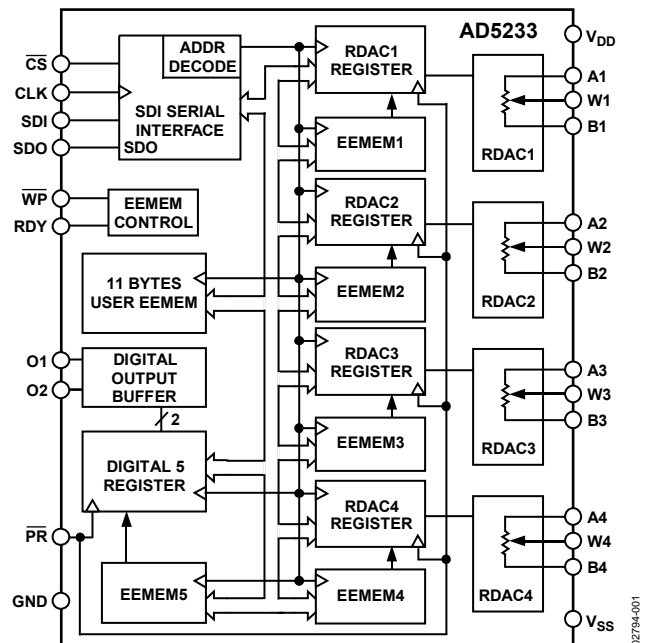 AD5233
CS
CLK
SDI
SDO
WP
RDY
O1
O2
PR
GND
ADDR
DECODE
SDI SERIAL
INTERFACE
SDO
EEMEM
CONTROL
11 BYTES
USER EEMEM
DIGITAL
OUTPUT
BUFFER
2
DIGITAL 5
REGISTER
EEMEM5
RDAC1
REGISTER
EEMEM1
RDAC2
REGISTER
EEMEM2
RDAC3
REGISTER
EEMEM3
RDAC4
REGISTER
EEMEM4
RDAC1
RDAC2
RDAC3
RDAC4
VDD
A1
W1
B1
A2
W2
B2
A3
W3
B3
A4
W4
B4
VSS
02794-001